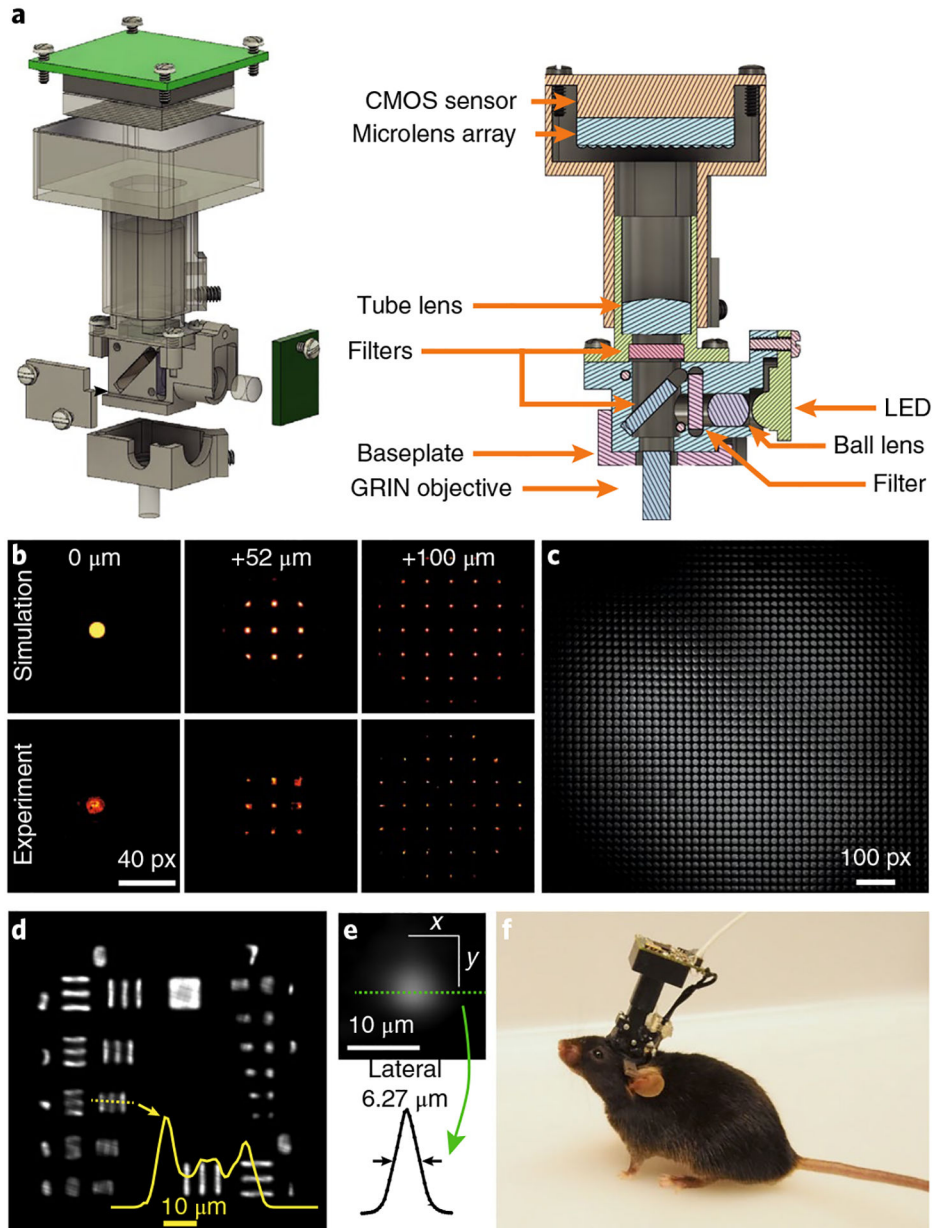 a
CMOS sensor
Microlens array
Tube lens
Filters
LED
Ball lens
Baseplate
GRIN objective
Filter
b
0 μm
+52 μm
+100 μm
Simulation
Experiment
40 px
c
100 px
d
10 μm
e
x
y
10 μm
Lateral
6.27 μm
f